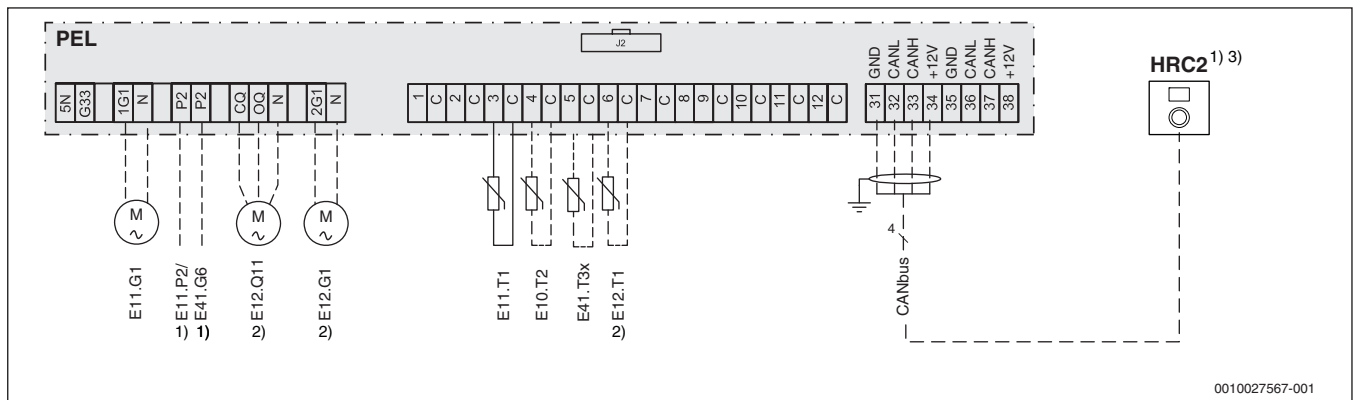 PEL
J2
HRC2 1) 3)
GND
CANL
CANH
+12V
GND
CANL
CANH
+12V
5N
G33
1G1
N
P2
P2
CQ
OQ
N
2G1
N
1
C
2
C
3
C
4
C
5
C
6
C
7
C
8
C
9
C
10
C
11
C
12
C
31
32
33
34
35
36
37
38
M
M
M
4
E11.G1
E11.P2/
1)
E41.G6
1)
E12.Q11
2)
E12.G1
2)
E11.T1
E10.T2
E41.T3x
E12.T1
2)
CANbus
0010027567-001